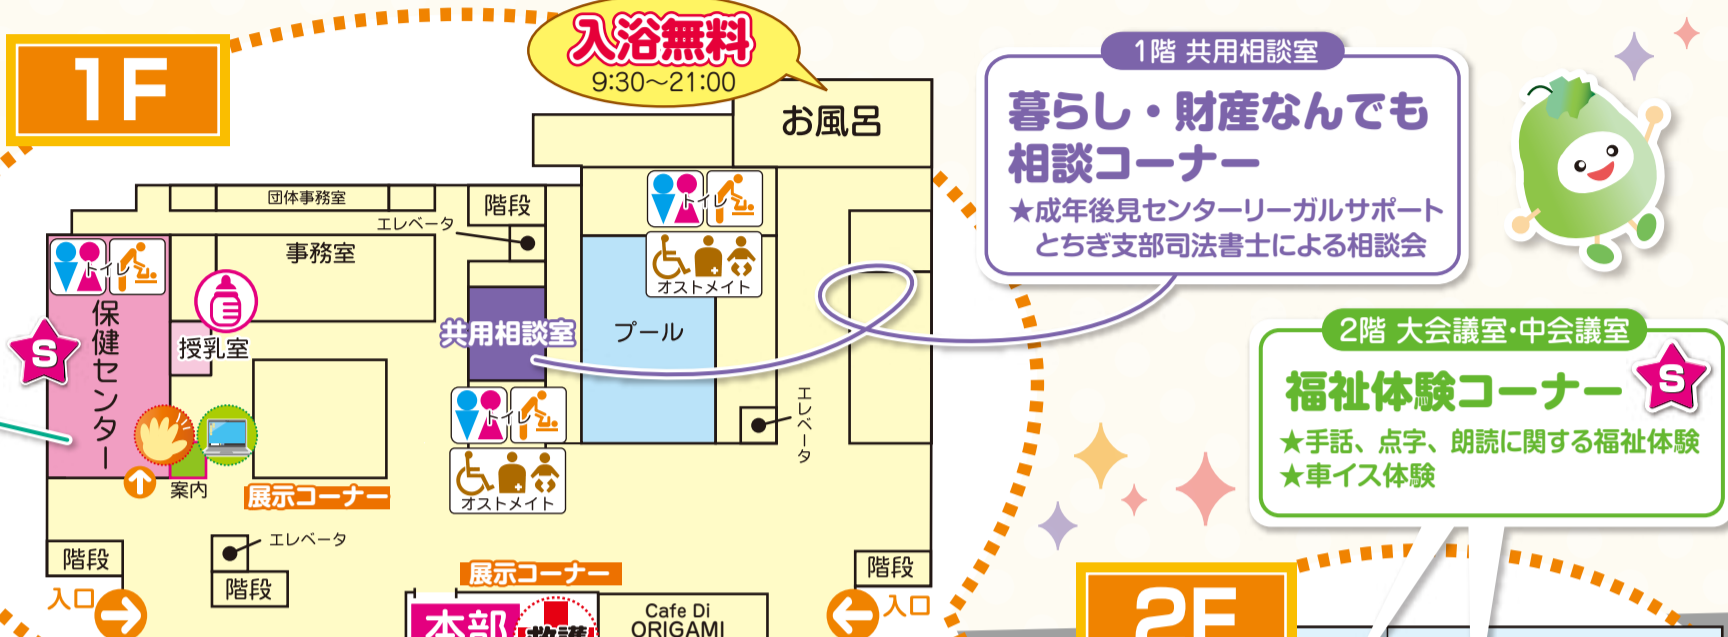 1F
入浴無料
9:30～21:00
お風呂
1階 共用相談室
暮らし・財産なんでも
相談コーナー
★成年後見センターリーガルサポート
とちぎ支部司法書士による相談会
団体事務室
階段
エレベータ
事務室
トイレ
トイレ
オストメイト
保健センター
S
授乳室
共用相談室
プール
トイレ
オストメイト
エレベータ
案内
展示コーナー
2階 大会議室・中会議室
福祉体験コーナー
S
★手話、点字、朗読に関する福祉体験
★車イス体験
階段
エレベータ
階段
入口
展示コーナー
本部
救護
Cafe Di
ORIGAMI
階段
入口
2F